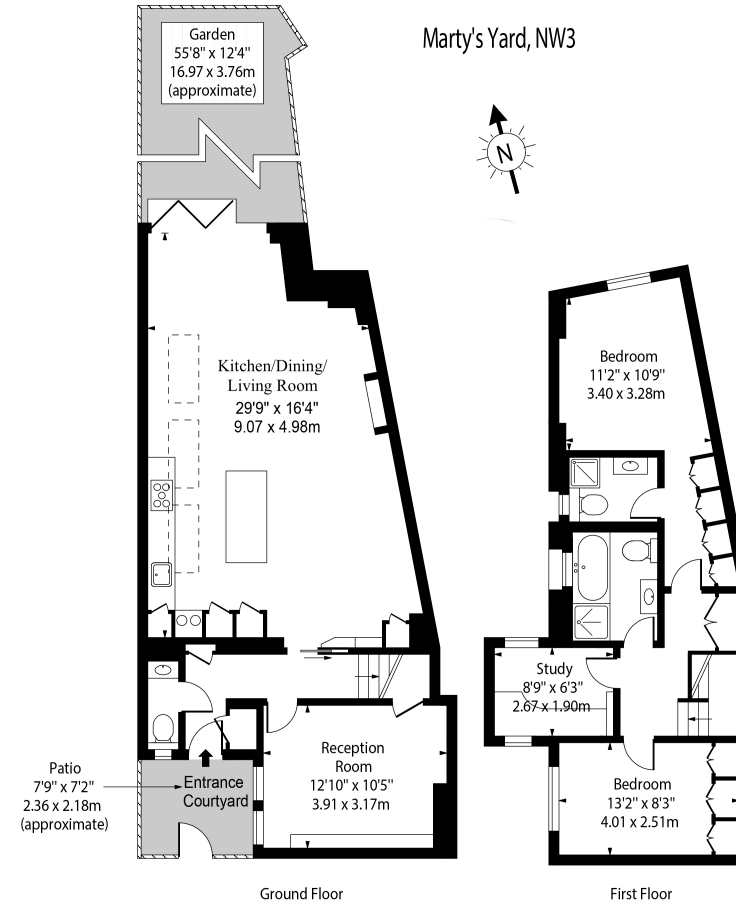 Garden
55'8" x 12'4"
16.97 x 3.76m
(approximate)
Marty's Yard, NW3
N
Kitchen/Dining/
Living Room
29'9" x 16'4"
9.07 x 4.98m
Bedroom
11'2" x 10'9"
3.40 x 3.28m
Study
8'9" x 6'3"
2.67 x 1.90m
Reception
Room
12'10" x 10'5"
3.91 x 3.17m
Patio
7'9" x 7'2"
2.36 x 2.18m
(approximate)
Entrance
Courtyard
Bedroom
13'2" x 8'3"
4.01 x 2.51m
Ground Floor
First Floor